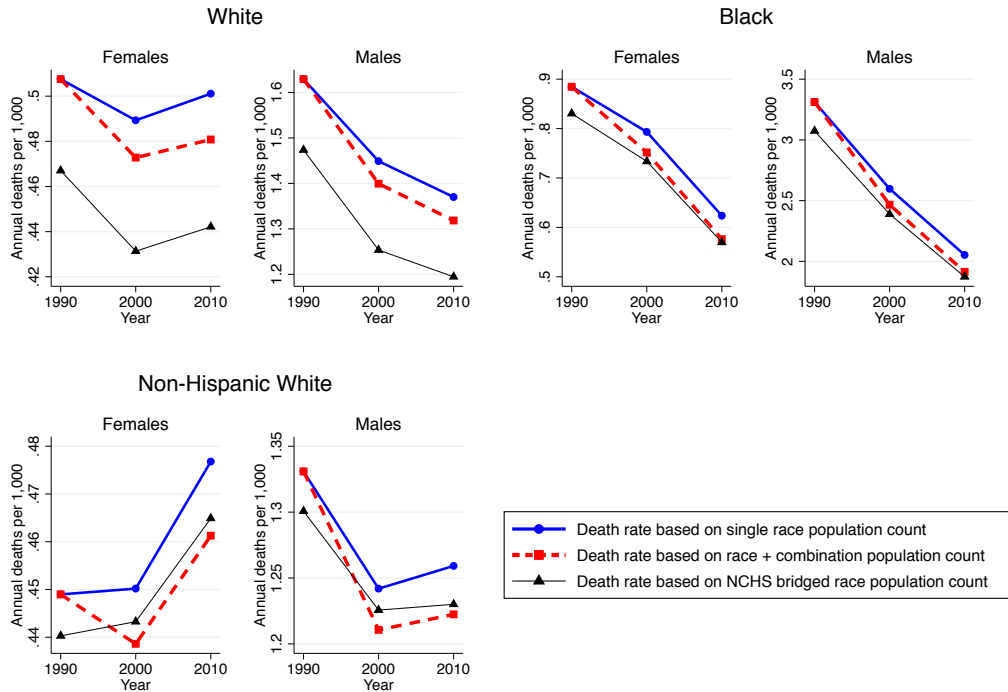 White
Females
Annual deaths per 1,000
.42 .44 .46 .48 .5
1990 2000 2010
Year
Males
Annual deaths per 1,000
1.2 1.3 1.4 1.5 1.6
1990 2000 2010
Year
Black
Females
Annual deaths per 1,000
.5 .6 .7 .8 .9
1990 2000 2010
Year
Males
Annual deaths per 1,000
2 2.5 3 3.5
1990 2000 2010
Year
Non-Hispanic White
Females
Annual deaths per 1,000
.44 .45 .46 .47 .48
1990 2000 2010
Year
Males
Annual deaths per 1,000
1.2 1.25 1.3 1.35
1990 2000 2010
Year
Death rate based on single race population count
Death rate based on race + combination population count
Death rate based on NCHS bridged race population count